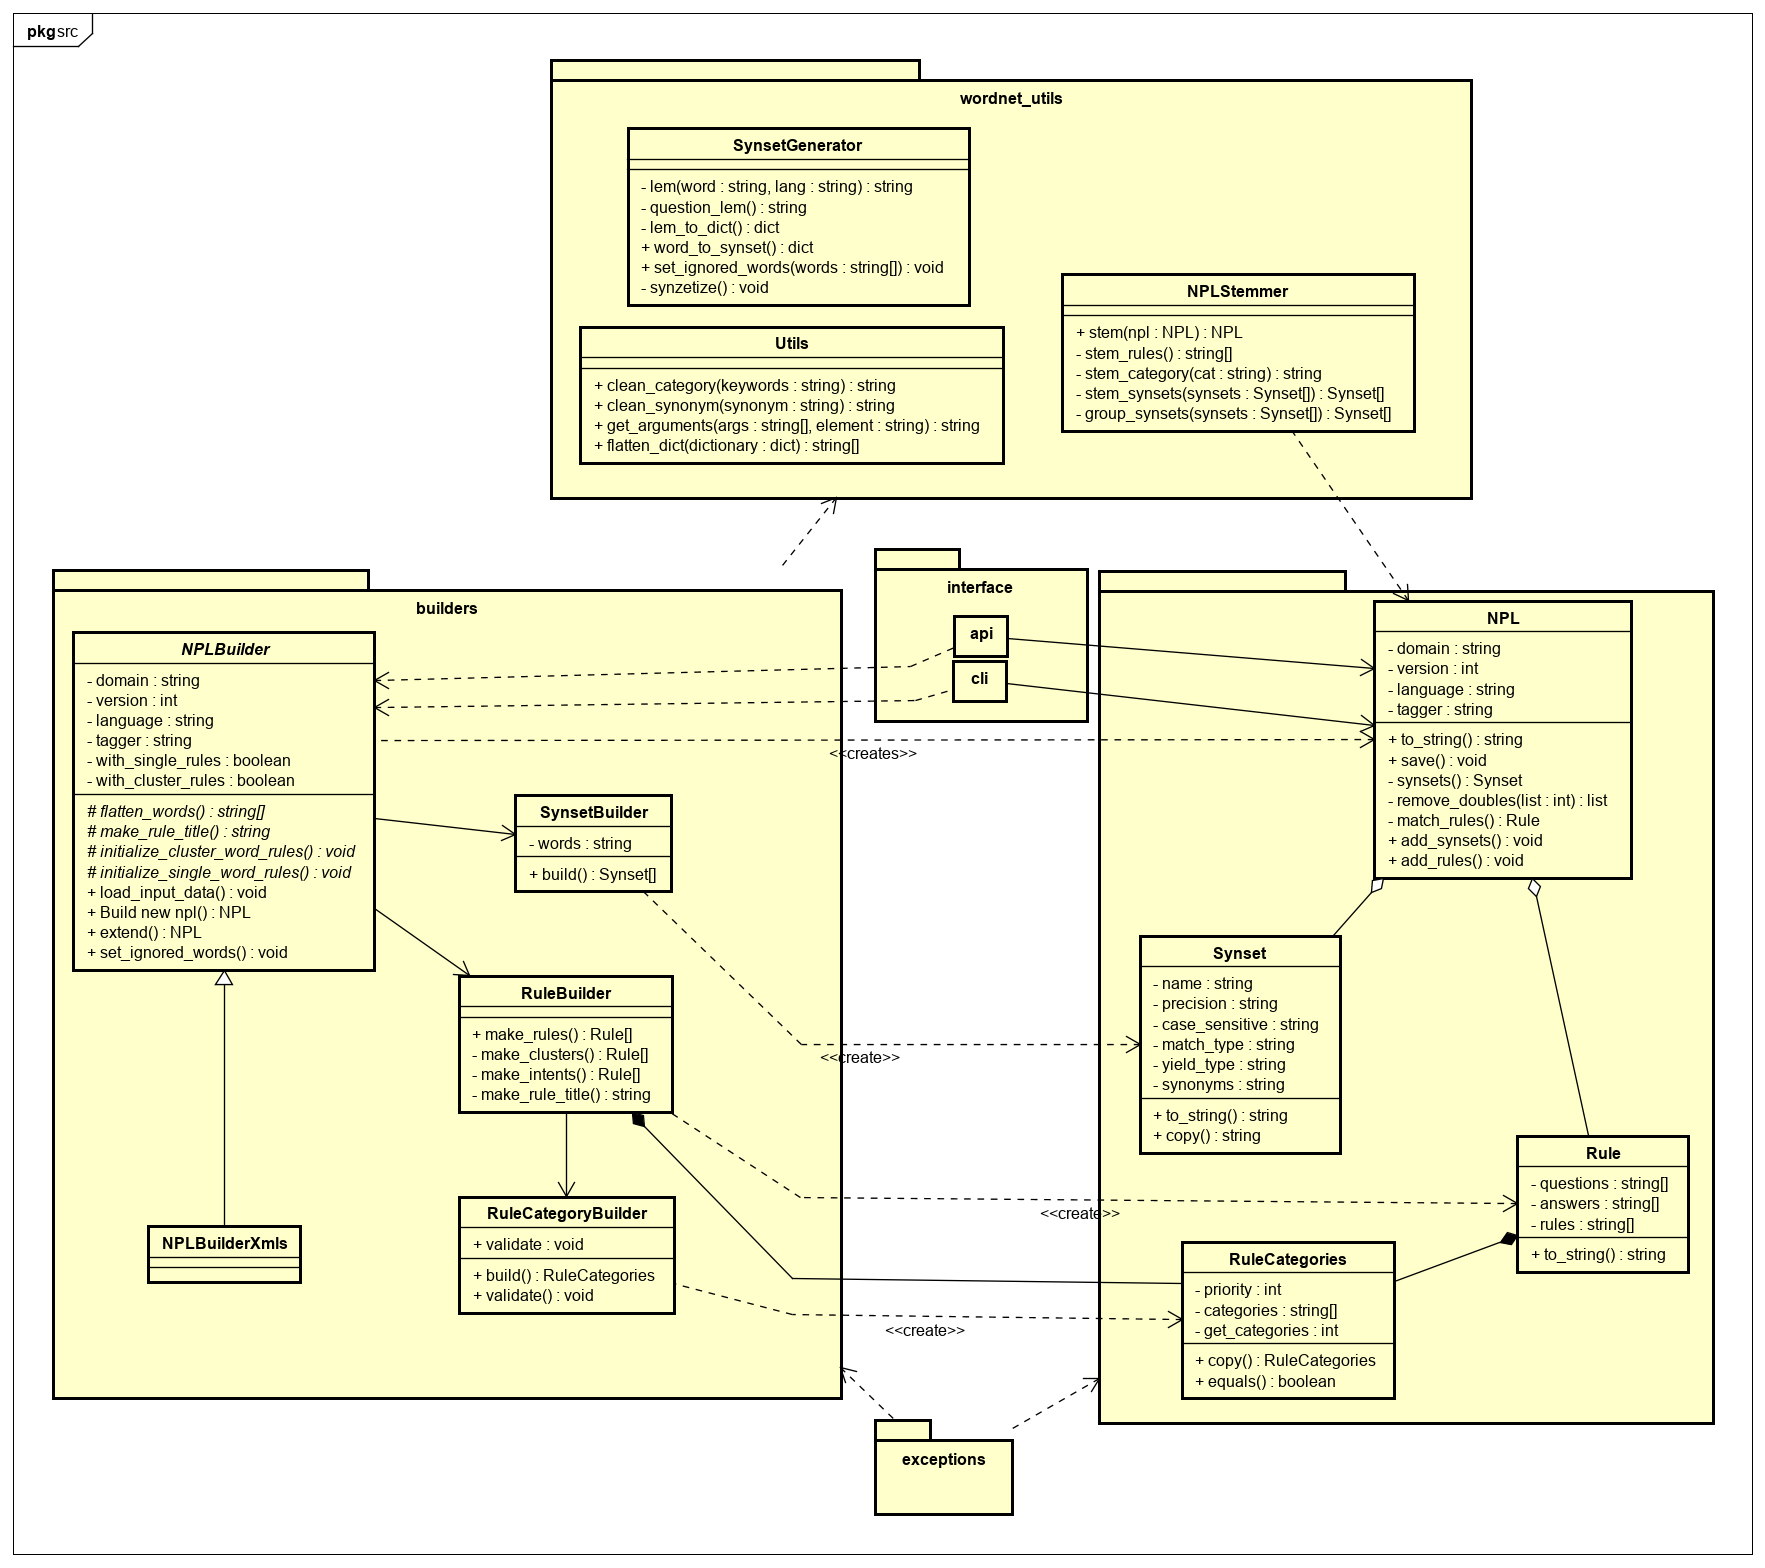 pkg src
wordnet_utils
SynsetGenerator
- lem(word : string, lang : string) : string
- question_lem() : string
- lem_to_dict() : dict
+ word_to_synset() : dict
+ set_ignored_words(words : string[]) : void
- synzetize() : void
Utils
+ clean_category(keywords : string) : string
+ clean_synonym(synonym : string) : string
+ get_arguments(args : string[], element : string) : string
+ flatten_dict(dictionary : dict) : string[]
NPLStemmer
+ stem(npl : NPL) : NPL
- stem_rules() : string[]
- stem_category(cat : string) : string
- stem_synsets(synsets : Synset[]) : Synset[]
- group_synsets(synsets : Synset[]) : Synset[]
builders
NPLBuilder
- domain : string
- version : int
- language : string
- tagger : string
- with_single_rules : boolean
- with_cluster_rules : boolean
# flatten_words() : string[]
# make_rule_title() : string
# initialize_cluster_word_rules() : void
# initialize_single_word_rules() : void
+ load_input_data() : void
+ Build new npl() : NPL
+ extend() : NPL
+ set_ignored_words() : void
SynsetBuilder
- words : string
+ build() : Synset[]
RuleBuilder
+ make_rules() : Rule[]
- make_clusters() : Rule[]
- make_intents() : Rule[]
- make_rule_title() : string
RuleCategoryBuilder
+ validate : void
+ build() : RuleCategories
+ validate() : void
NPLBuilderXmls
interface
api
cli
<<creates>>
<<create>>
<<create>>
<<create>>
NPL
- domain : string
- version : int
- language : string
- tagger : string
+ to_string() : string
+ save() : void
- synsets() : Synset
- remove_doubles(list : int) : list
- match_rules() : Rule
+ add_synsets() : void
+ add_rules() : void
Synset
- name : string
- precision : string
- case_sensitive : string
- match_type : string
- yield_type : string
- synonyms : string
+ to_string() : string
+ copy() : string
Rule
- questions : string[]
- answers : string[]
- rules : string[]
+ to_string() : string
RuleCategories
- priority : int
- categories : string[]
- get_categories : int
+ copy() : RuleCategories
+ equals() : boolean
exceptions